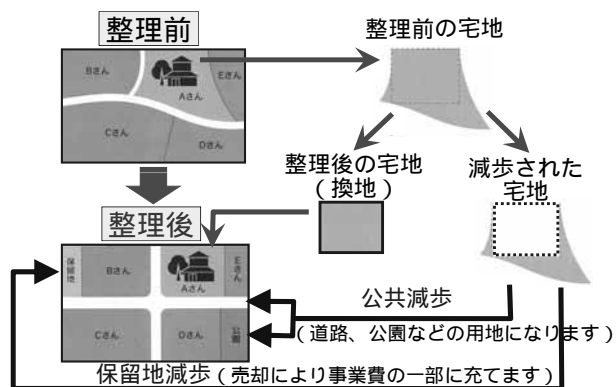 整理前
整理前の宅地
Bさん
Eさん
Aさん
Cさん
Dさん
整理後の宅地
（換地）
減歩された
宅地
整理後
保留地
Bさん
Aさん
Eさん
Cさん
Dさん
公園
公共減歩
（道路、公園などの用地になります）
保留地減歩（売却により事業費の一部に充てます）